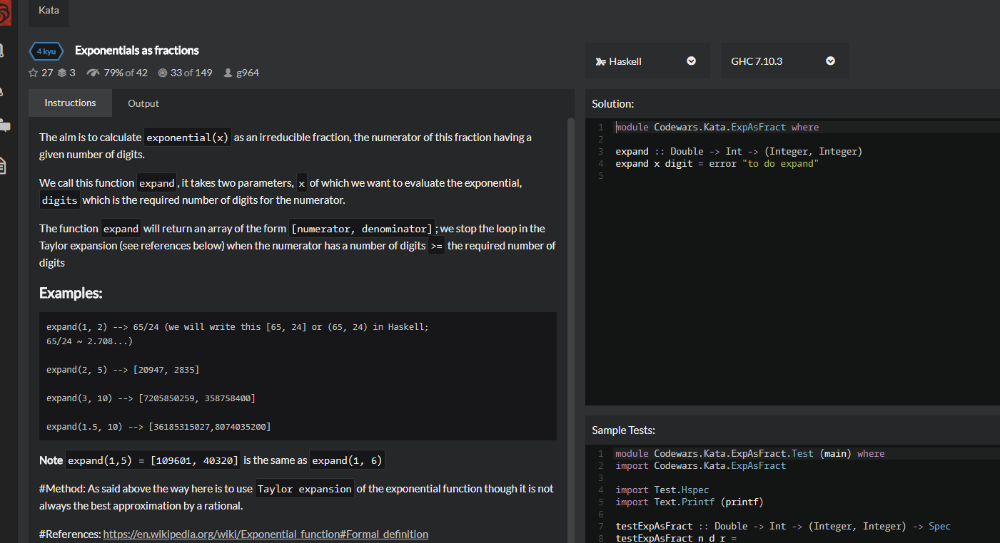 Kata
4 kyu Exponentials as fractions
27 3 79% of 42 33 of 149 g964
Instructions Output
The aim is to calculate exponential(x) as an irreducible fraction, the numerator of this fraction having a
given number of digits.
We call this function expand, it takes two parameters, x of which we want to evaluate the exponential,
digits which is the required number of digits for the numerator.
The function expand will return an array of the form [numerator, denominator]; we stop the loop in the
Taylor expansion (see references below) when the numerator has a number of digits >= the required number of
digits
Examples:
expand(1, 2) --> 65/24 (we will write this [65, 24] or (65, 24) in Haskell;
65/24 ~ 2.708...)
expand(2, 5) --> [20947, 2835]
expand(3, 10) --> [7205850259, 358758400]
expand(1.5, 10) --> [36185315027,8074035200]
Note expand(1,5) = [109601, 40320] is the same as expand(1, 6)
#Method: As said above the way here is to use Taylor expansion of the exponential function though it is not
always the best approximation by a rational.
#References: https://en.wikipedia.org/wiki/Exponential_function#Formal_definition
Haskell GHC 7.10.3
Solution:
1 module Codewars.Kata.ExpAsFract where
2
3 expand :: Double -> Int -> (Integer, Integer)
4 expand x digit = error "to do expand"
5
Sample Tests:
1 module Codewars.Kata.ExpAsFract.Test (main) where
2 import Codewars.Kata.ExpAsFract
3
4 import Test.Hspec
5 import Text.Printf (printf)
6
7 testExpAsFract :: Double -> Int -> (Integer, Integer) -> Spec
8 testExpAsFract n d r =